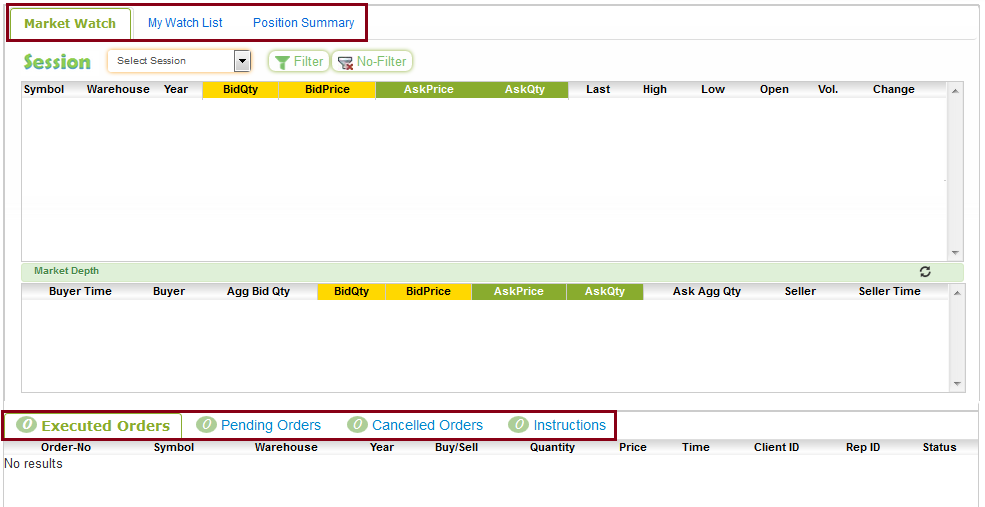 Market Watch My Watch List Position Summary
Session Select Session Filter No-Filter
Symbol Warehouse Year BidQty BidPrice AskPrice AskQty Last High Low Open Vol. Change
Market Depth
Buyer Time Buyer Agg Bid Qty BidQty BidPrice AskPrice AskQty Ask Agg Qty Seller Seller Time
0 Executed Orders 0 Pending Orders 0 Cancelled Orders 0 Instructions
Order-No Symbol Warehouse Year Buy/Sell Quantity Price Time Client ID Rep ID Status
No results